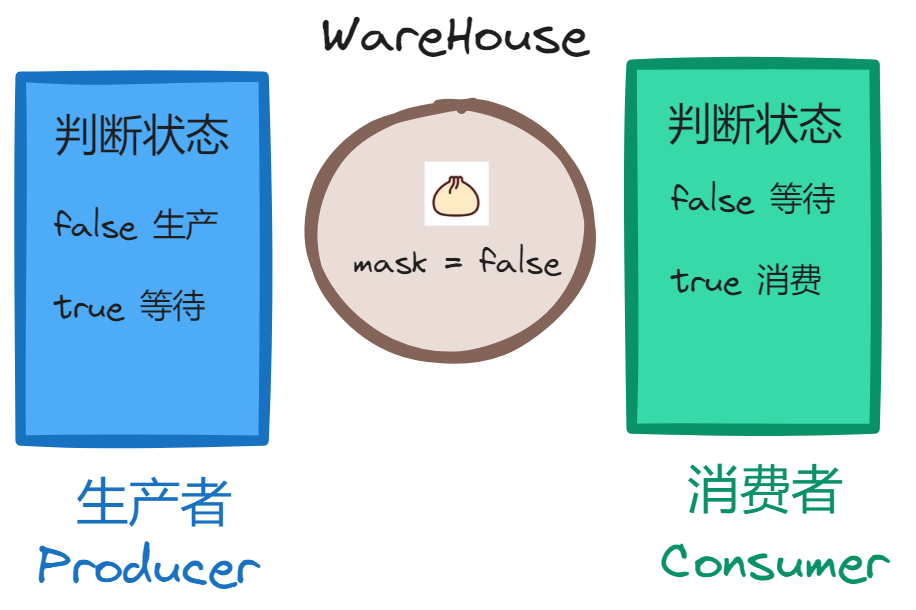 WareHouse
判断状态
false 生产
true 等待
mask = false
判断状态
false 等待
true 消费
生产者
Producer
消费者
Consumer